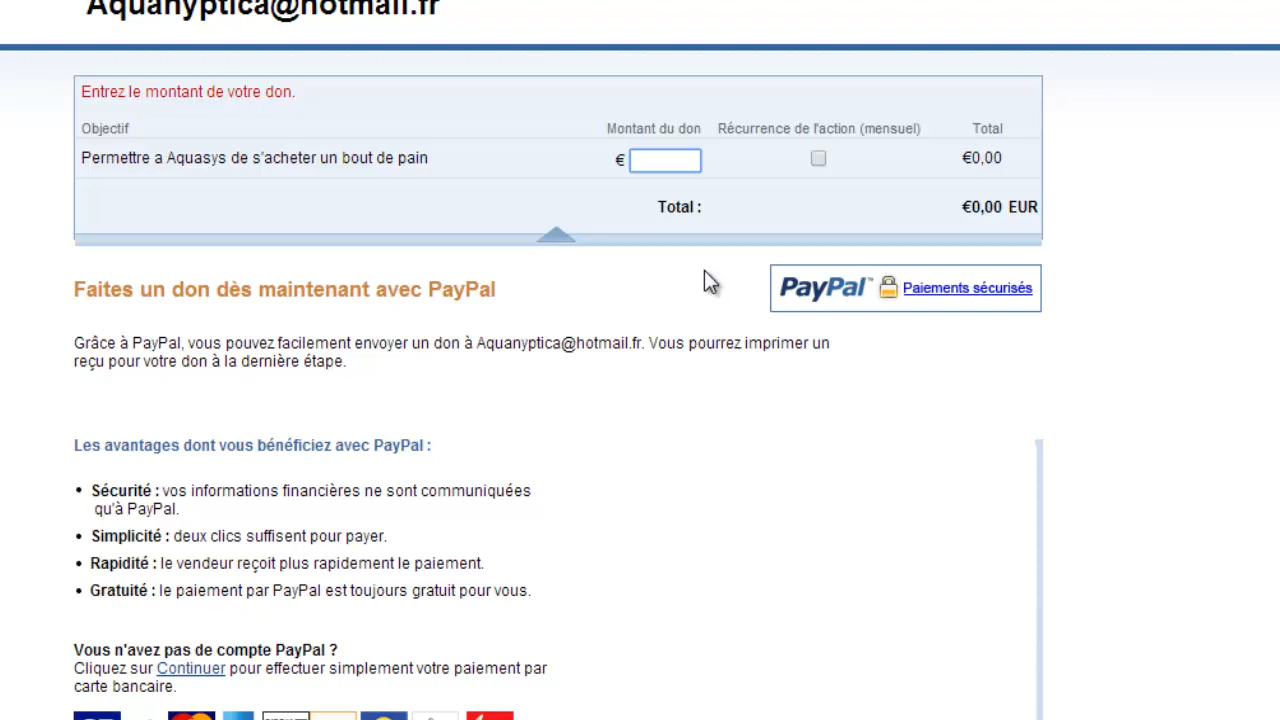 Aquanyptica@hotmail.fr
Entrez le montant de votre don.
Objectif Montant du don Récurrence de l'action (mensuel) Total
Permettre a Aquasys de s'acheter un bout de pain € €0,00
Total : €0,00 EUR
Faites un don dès maintenant avec PayPal
PayPal™ Paiements sécurisés
Grâce à PayPal, vous pouvez facilement envoyer un don à Aquanyptica@hotmail.fr. Vous pourrez imprimer un
reçu pour votre don à la dernière étape.
Les avantages dont vous bénéficiez avec PayPal :
• Sécurité : vos informations financières ne sont communiquées
qu'à PayPal.
• Simplicité : deux clics suffisent pour payer.
• Rapidité : le vendeur reçoit plus rapidement le paiement.
• Gratuité : le paiement par PayPal est toujours gratuit pour vous.
Vous n'avez pas de compte PayPal ?
Cliquez sur Continuer pour effectuer simplement votre paiement par
carte bancaire.